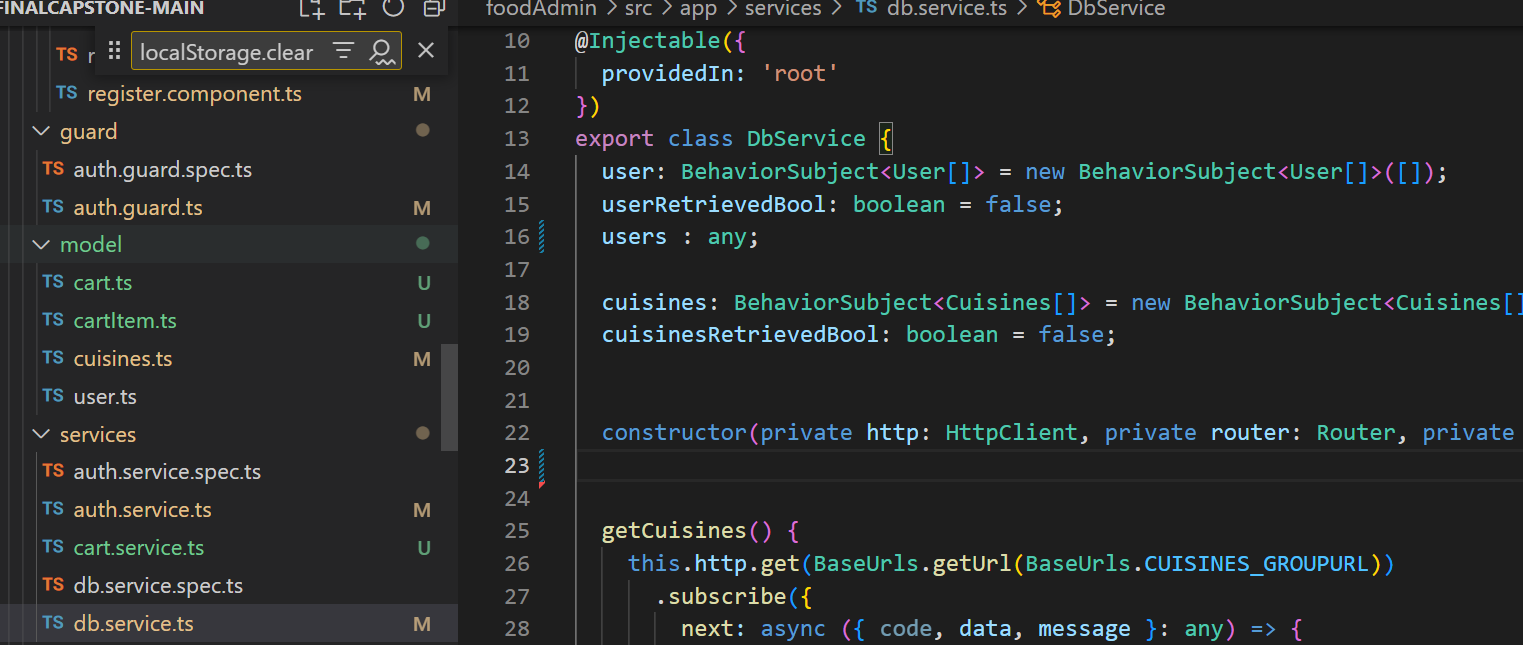 FINALCAPSTONE-MAIN
localStorage.clear
TS r
TS register.component.ts M
guard
TS auth.guard.spec.ts
TS auth.guard.ts M
model
TS cart.ts U
TS cartItem.ts U
TS cuisines.ts M
TS user.ts
services
TS auth.service.spec.ts
TS auth.service.ts M
TS cart.service.ts U
TS db.service.spec.ts
TS db.service.ts M
foodAdmin > src > app > services > TS db.service.ts > DbService
10 @Injectable({
11 providedIn: 'root'
12 })
13 export class DbService {
14 user: BehaviorSubject<User[]> = new BehaviorSubject<User[]>([]);
15 userRetrievedBool: boolean = false;
16 users : any;
17
18 cuisines: BehaviorSubject<Cuisines[]> = new BehaviorSubject<Cuisines[]
19 cuisinesRetrievedBool: boolean = false;
20
21
22 constructor(private http: HttpClient, private router: Router, private
23
24
25 getCuisines() {
26 this.http.get(BaseUrls.getUrl(BaseUrls.CUISINES_GROUPURL))
27 .subscribe({
28 next: async ({ code, data, message }: any) => {